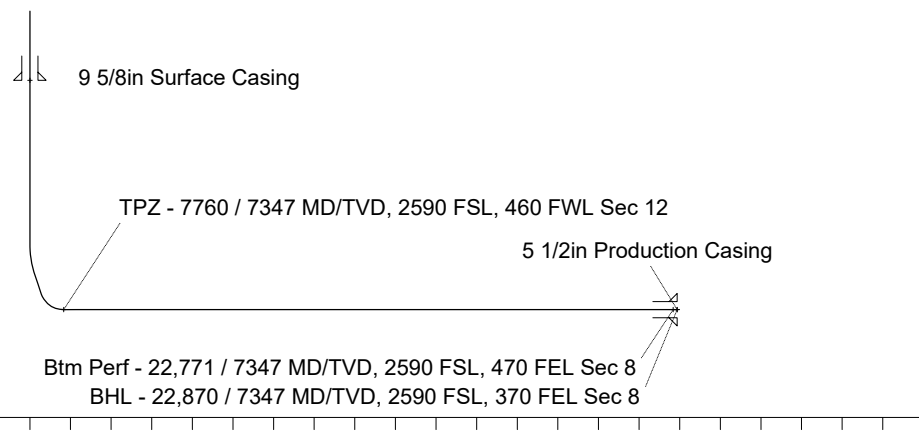 9 5/8in Surface Casing
TPZ - 7760 / 7347 MD/TVD, 2590 FSL, 460 FWL Sec 12
5 1/2in Production Casing
Btm Perf - 22,771 / 7347 MD/TVD, 2590 FSL, 470 FEL Sec 8
BHL - 22,870 / 7347 MD/TVD, 2590 FSL, 370 FEL Sec 8